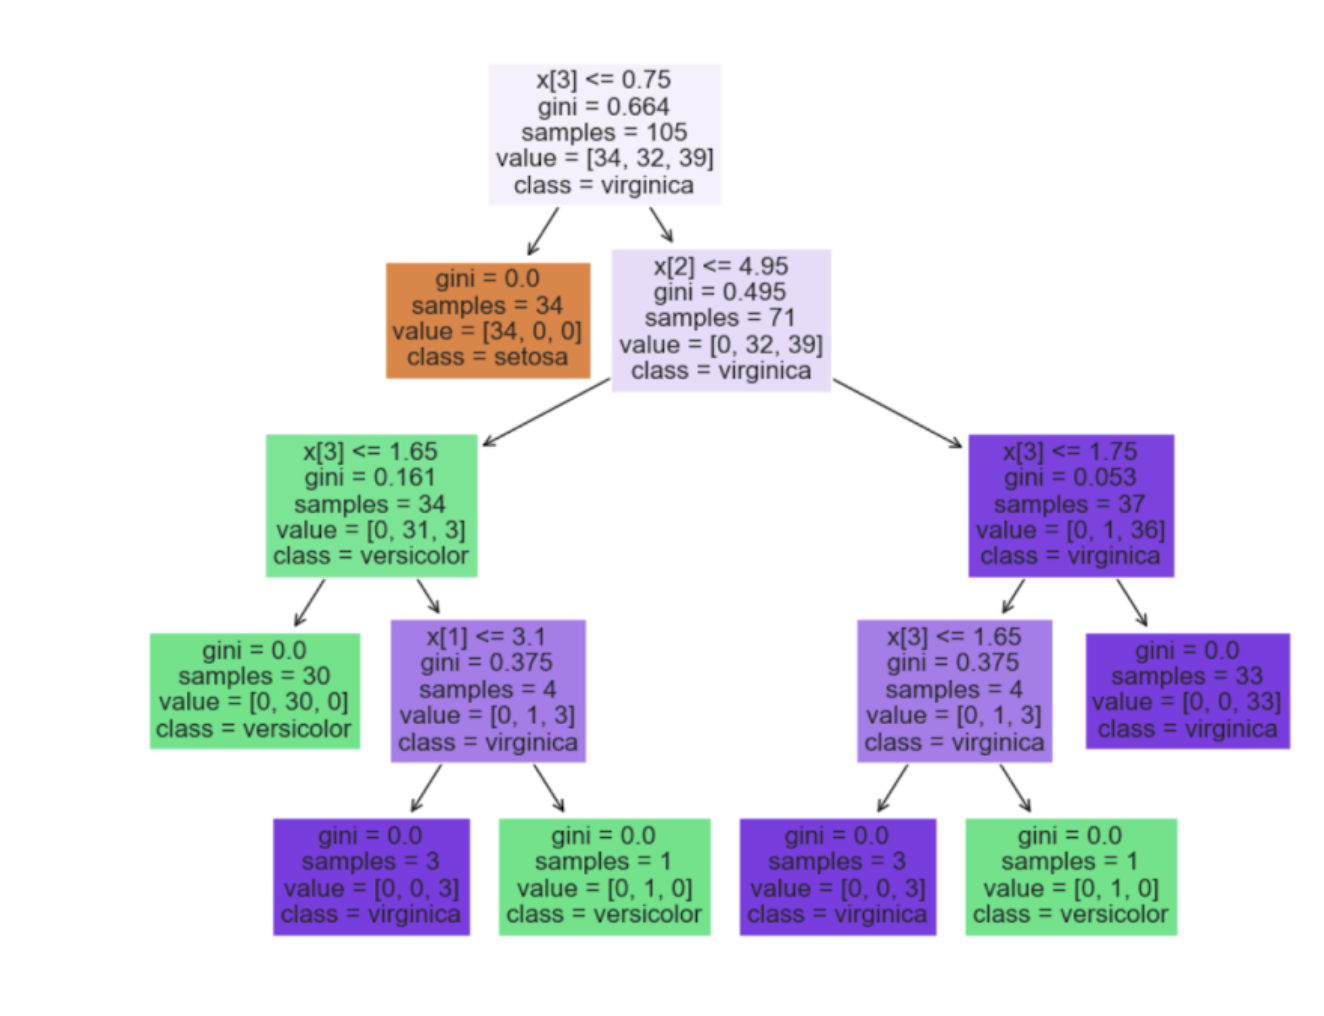 x[3] <= 0.75
gini = 0.664
samples = 105
value = [34, 32, 39]
class = virginica
gini = 0.0
samples = 34
value = [34, 0, 0]
class = setosa
x[2] <= 4.95
gini = 0.495
samples = 71
value = [0, 32, 39]
class = virginica
x[3] <= 1.65
gini = 0.161
samples = 34
value = [0, 31, 3]
class = versicolor
x[3] <= 1.75
gini = 0.053
samples = 37
value = [0, 1, 36]
class = virginica
gini = 0.0
samples = 30
value = [0, 30, 0]
class = versicolor
x[1] <= 3.1
gini = 0.375
samples = 4
value = [0, 1, 3]
class = virginica
x[3] <= 1.65
gini = 0.375
samples = 4
value = [0, 1, 3]
class = virginica
gini = 0.0
samples = 33
value = [0, 0, 33]
class = virginica
gini = 0.0
samples = 3
value = [0, 0, 3]
class = virginica
gini = 0.0
samples = 1
value = [0, 1, 0]
class = versicolor
gini = 0.0
samples = 3
value = [0, 0, 3]
class = virginica
gini = 0.0
samples = 1
value = [0, 1, 0]
class = versicolor